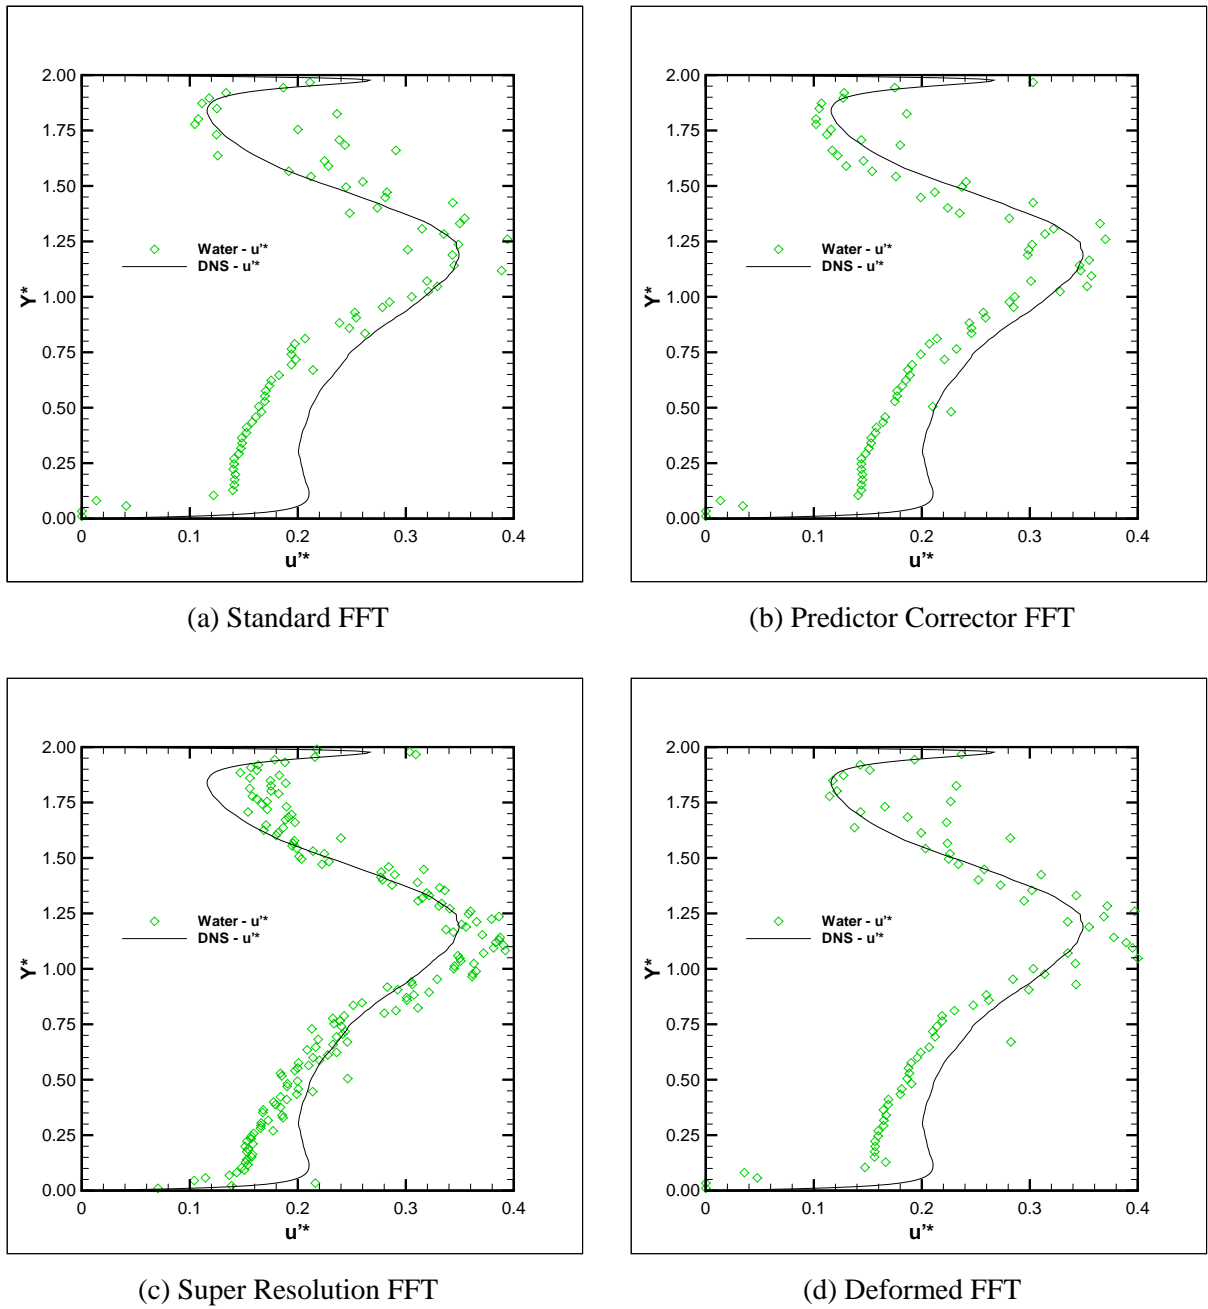 2.00
1.75
1.50
1.25
1.00
0.75
0.50
0.25
0.00
Y*
Water - u'*
DNS - u'*
0 0.1 0.2 0.3 0.4
u'*
(a) Standard FFT
2.00
1.75
1.50
1.25
1.00
0.75
0.50
0.25
0.00
Y*
Water - u'*
DNS - u'*
0 0.1 0.2 0.3 0.4
u'*
(b) Predictor Corrector FFT
2.00
1.75
1.50
1.25
1.00
0.75
0.50
0.25
0.00
Y*
Water - u'*
DNS - u'*
0 0.1 0.2 0.3 0.4
u'*
(c) Super Resolution FFT
2.00
1.75
1.50
1.25
1.00
0.75
0.50
0.25
0.00
Y*
Water - u'*
DNS - u'*
0 0.1 0.2 0.3 0.4
u'*
(d) Deformed FFT